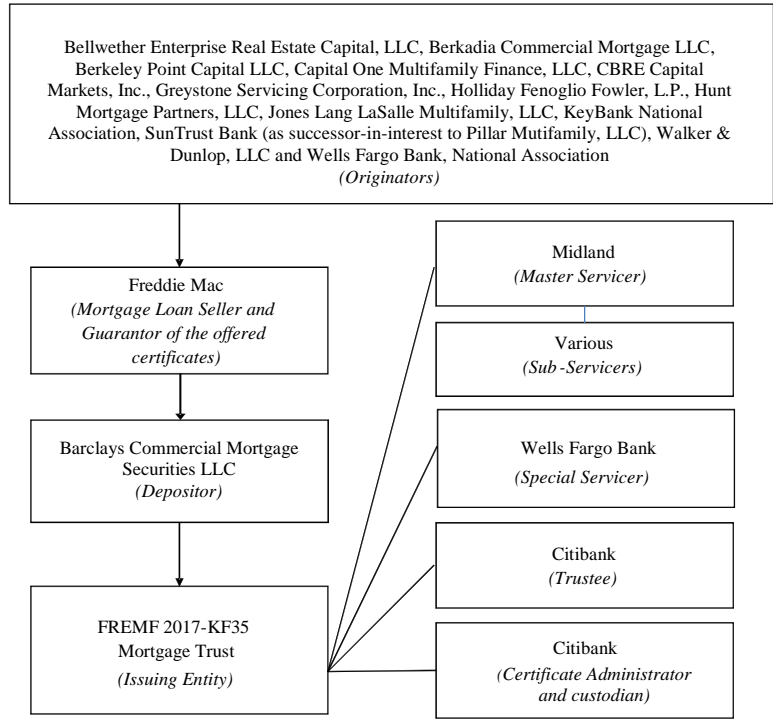 Bellwether Enterprise Real Estate Capital, LLC, Berkadia Commercial Mortgage LLC,
Berkeley Point Capital LLC, Capital One Multifamily Finance, LLC, CBRE Capital
Markets, Inc., Greystone Servicing Corporation, Inc., Holliday Fenoglio Fowler, L.P., Hunt
Mortgage Partners, LLC, Jones Lang LaSalle Multifamily, LLC, KeyBank National
Association, SunTrust Bank (as successor-in-interest to Pillar Mutifamily, LLC), Walker &
Dunlop, LLC and Wells Fargo Bank, National Association
(Originators)
Freddie Mac
(Mortgage Loan Seller and
Guarantor of the offered
certificates)
Barclays Commercial Mortgage
Securities LLC
(Depositor)
FREMF 2017-KF35
Mortgage Trust
(Issuing Entity)
Midland
(Master Servicer)
Various
(Sub-Servicers)
Wells Fargo Bank
(Special Servicer)
Citibank
(Trustee)
Citibank
(Certificate Administrator
and custodian)